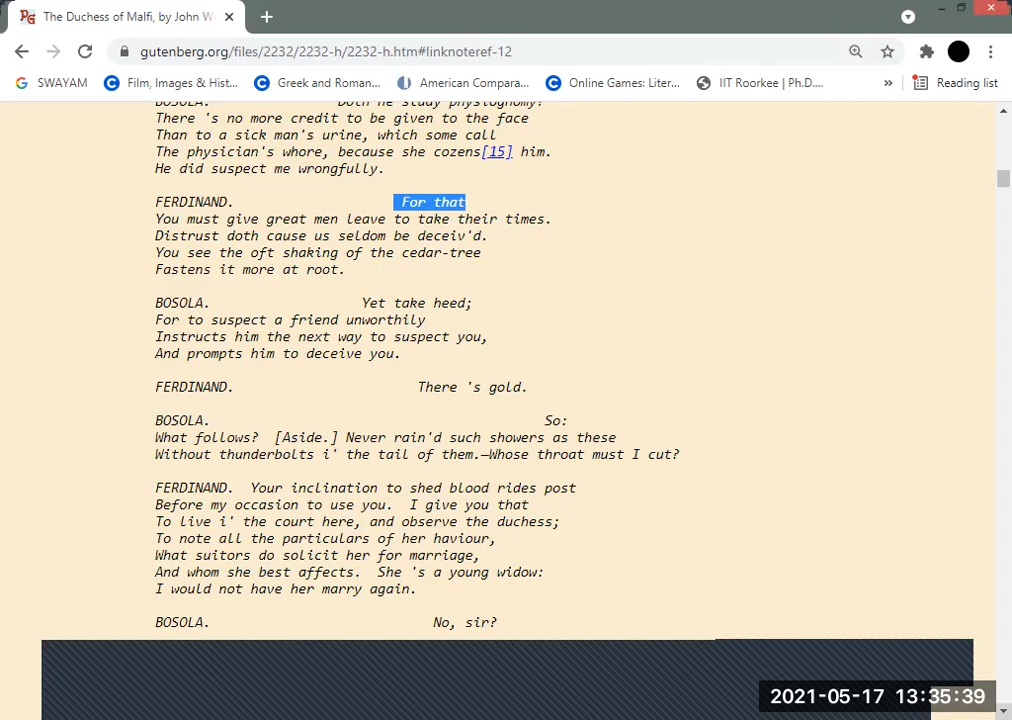 The Duchess of Malfi, by John W
gutenberg.org/files/2232/2232-h/2232-h.htm#linknoteref-12
SWAYAM Film, Images & Hist... Greek and Roman... American Compara... Online Games: Liter... IIT Roorkee | Ph.D.... » Reading list
BOSOLA. Doth he study physiognomy?
There 's no more credit to be given to the face
Than to a sick man's urine, which some call
The physician's whore, because she cozens[15] him.
He did suspect me wrongfully.
FERDINAND. For that
You must give great men leave to take their times.
Distrust doth cause us seldom be deceiv'd.
You see the oft shaking of the cedar-tree
Fastens it more at root.
BOSOLA. Yet take heed;
For to suspect a friend unworthily
Instructs him the next way to suspect you,
And prompts him to deceive you.
FERDINAND. There 's gold.
BOSOLA. So:
What follows? [Aside.] Never rain'd such showers as these
Without thunderbolts i' the tail of them.—Whose throat must I cut?
FERDINAND. Your inclination to shed blood rides post
Before my occasion to use you. I give you that
To live i' the court here, and observe the duchess;
To note all the particulars of her haviour,
What suitors do solicit her for marriage,
And whom she best affects. She 's a young widow:
I would not have her marry again.
BOSOLA. No, sir?
2021-05-17 13:35:39